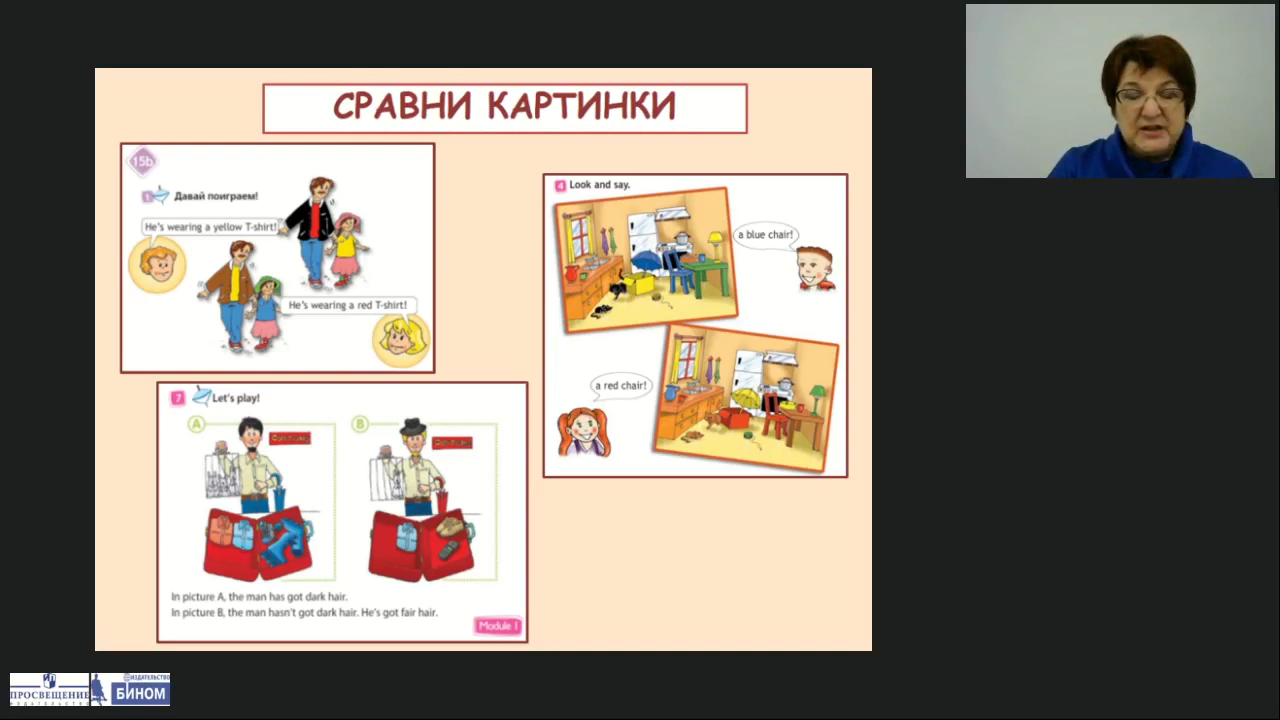 СРАВНИ КАРТИНКИ
15b
1 Давай поиграем!
He's wearing a yellow T-shirt!
He's wearing a red T-shirt!
4 Look and say.
a blue chair!
a red chair!
7 Let's play!
A
B
In picture A, the man has got dark hair.
In picture B, the man hasn't got dark hair. He's got fair hair.
Module 1
ПРОСВЕЩЕНИЕ
ИЗДАТЕЛЬСТВО
ИЗДАТЕЛЬСТВО
БИНОМ